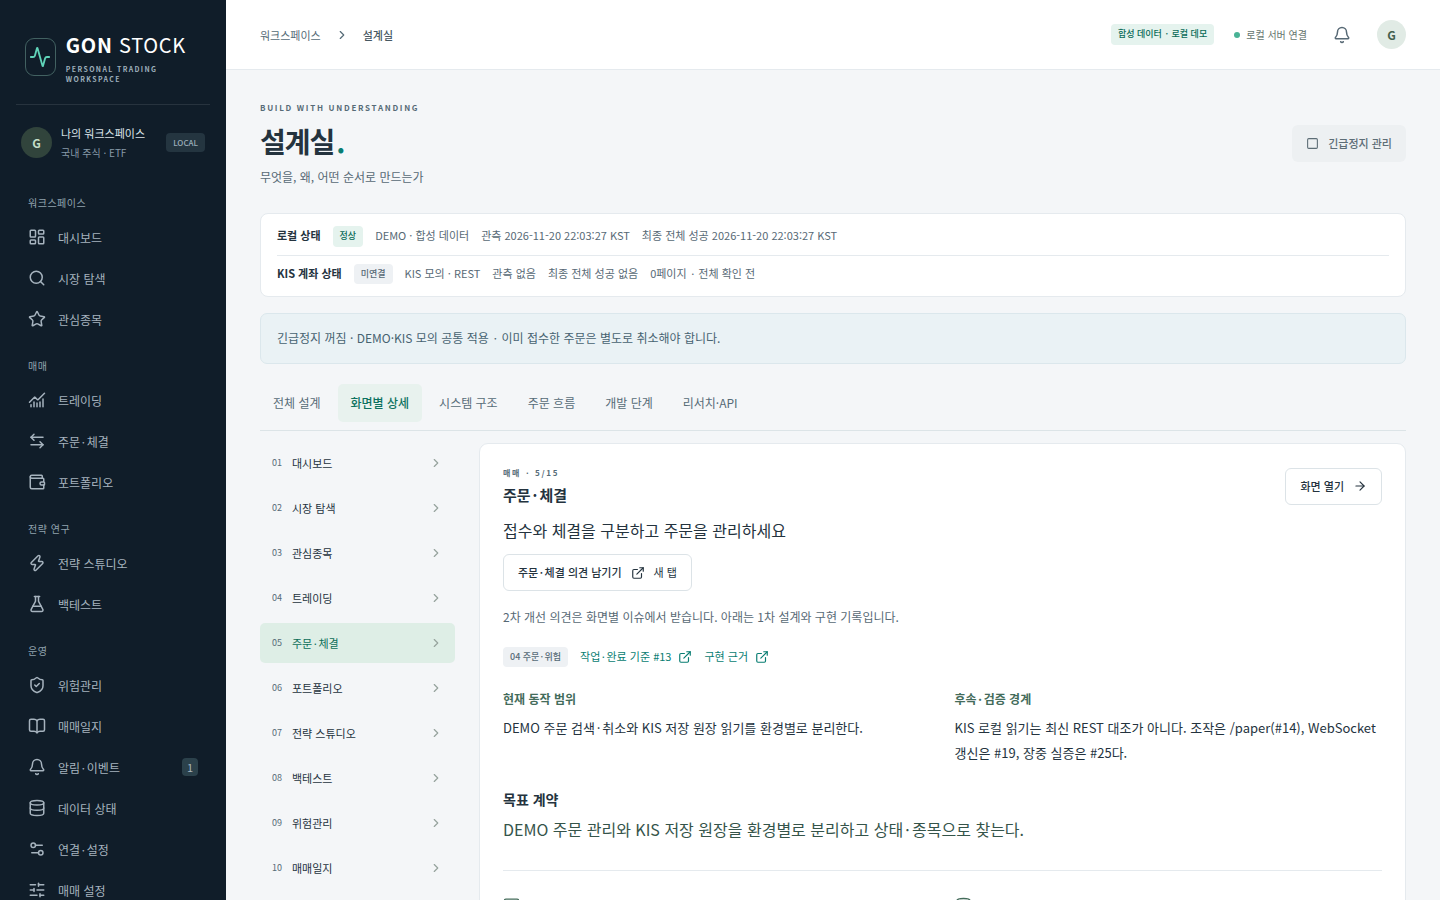 GON STOCK
PERSONAL TRADING
WORKSPACE
G
나의 워크스페이스
국내 주식 · ETF
LOCAL
워크스페이스
대시보드
시장 탐색
관심종목
매매
트레이딩
주문·체결
포트폴리오
전략 연구
전략 스튜디오
백테스트
운영
위험관리
매매일지
알림·이벤트
1
데이터 상태
연결·설정
매매 설정
워크스페이스
설계실
합성 데이터 · 로컬 데모
로컬 서버 연결
G
BUILD WITH UNDERSTANDING
설계실.
무엇을, 왜, 어떤 순서로 만드는가
긴급정지 관리
로컬 상태 정상 DEMO · 합성 데이터 관측 2026-11-20 22:03:27 KST 최종 전체 성공 2026-11-20 22:03:27 KST
KIS 계좌 상태 미연결 KIS 모의 · REST 관측 없음 최종 전체 성공 없음 0페이지 · 전체 확인 전
긴급정지 꺼짐 · DEMO·KIS 모의 공통 적용 · 이미 접수한 주문은 별도로 취소해야 합니다.
전체 설계 화면별 상세 시스템 구조 주문 흐름 개발 단계 리서치·API
01 대시보드
02 시장 탐색
03 관심종목
04 트레이딩
05 주문·체결
06 포트폴리오
07 전략 스튜디오
08 백테스트
09 위험관리
10 매매일지
매매 · 5/15
주문·체결
화면 열기
접수와 체결을 구분하고 주문을 관리하세요
주문·체결 의견 남기기 새 탭
2차 개선 의견은 화면별 이슈에서 받습니다. 아래는 1차 설계와 구현 기록입니다.
04 주문·위험 작업·완료 기준 #13 구현 근거
현재 동작 범위
DEMO 주문 검색·취소와 KIS 저장 원장 읽기를 환경별로 분리한다.
후속·검증 경계
KIS 로컬 읽기는 최신 REST 대조가 아니다. 조작은 /paper(#14), WebSocket
갱신은 #19, 장중 실증은 #25다.
목표 계약
DEMO 주문 관리와 KIS 저장 원장을 환경별로 분리하고 상태·종목으로 찾는다.